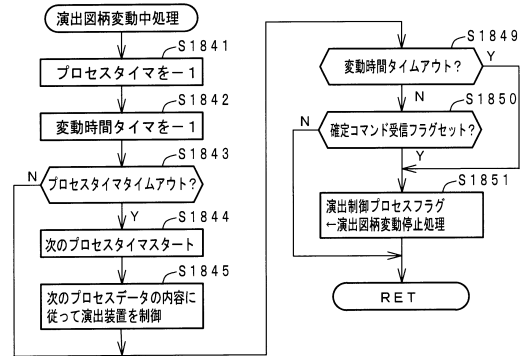 演出図柄変動中処理
S1841
プロセスタイマを－1
S1842
変動時間タイマを－1
S1843
N
プロセスタイマタイムアウト？
Y
S1844
次のプロセスタイマスタート
S1845
次のプロセスデータの内容に
従って演出装置を制御
S1849
変動時間タイムアウト？
Y
N
S1850
N
確定コマンド受信フラグセット？
Y
S1851
演出制御プロセスフラグ
←演出図柄変動停止処理
RET